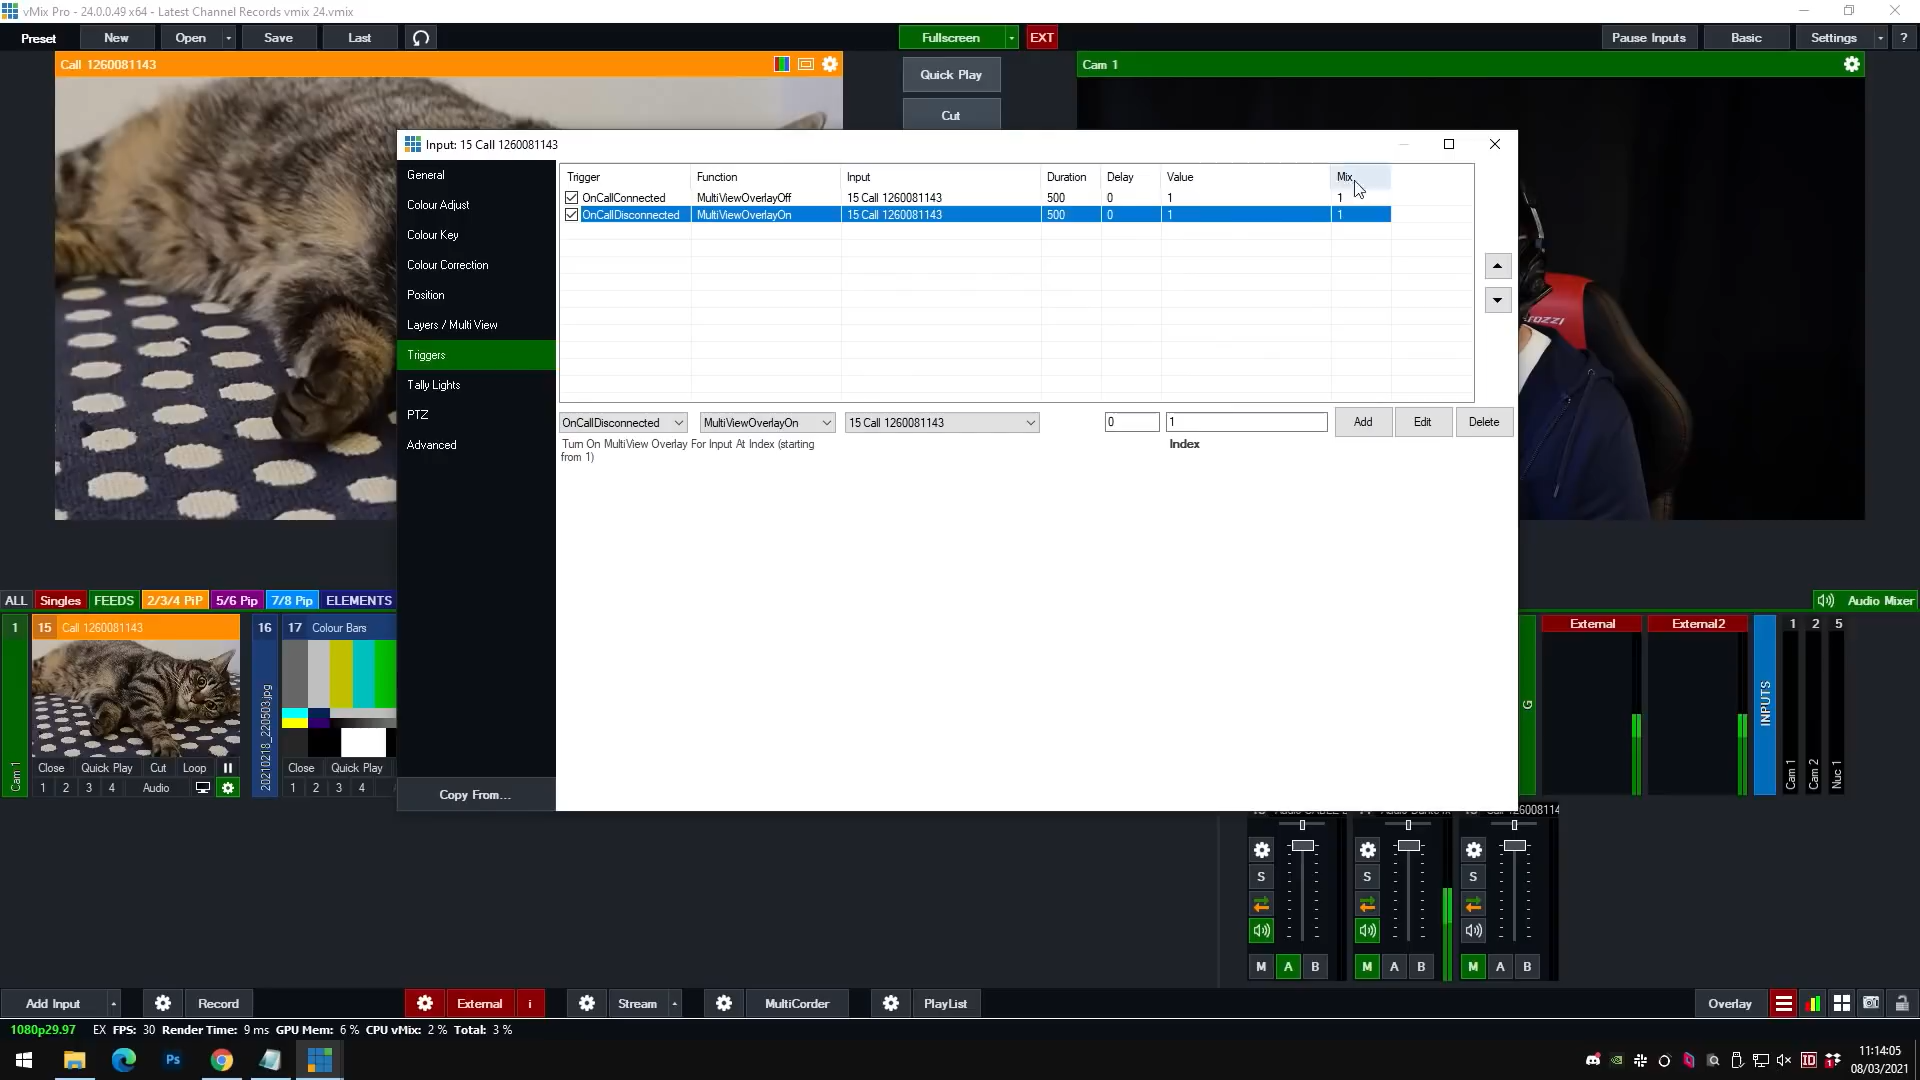 vMix Pro - 24.0.0.49 x64 - Latest Channel Records vmix 24.vmix
Preset New Open Save Last Fullscreen EXT Pause Inputs Basic Settings ?
Call 1260081143
Quick Play
Cut
Cam 1
Input: 15 Call 1260081143
General
Colour Adjust
Colour Key
Colour Correction
Position
Layers / Multi View
Triggers
Tally Lights
PTZ
Advanced
Copy From...
Trigger Function Input Duration Delay Value Mix
OnCallConnected MultiViewOverlayOff 15 Call 1260081143 500 0 1 1
OnCallDisconnected MultiViewOverlayOn 15 Call 1260081143 500 0 1 1
OnCallDisconnected MultiViewOverlayOn 15 Call 1260081143 0 1 Add Edit Delete
Turn On MultiView Overlay For Input At Index (starting
from 1)
Index
ALL Singles FEEDS 2/3/4 PiP 5/6 Pip 7/8 Pip ELEMENTS
Audio Mixer
1 15 Call 1260081143 16 17 Colour Bars
Cam 1
20210218_220503.jpg
Close Quick Play Cut Loop Close Quick Play
1 2 3 4 Audio 1 2 3 4
G
External External2 INPUTS 1 2 5
Cam 1 Cam 2 Nuc 1
S S S
M A B M A B M A B
Add Input Record External i Stream MultiCorder PlayList Overlay
1080p29.97 EX FPS: 30 Render Time: 9 ms GPU Mem: 6 % CPU vMix: 2 % Total: 3 %
Ps
ID
11:14:05
08/03/2021